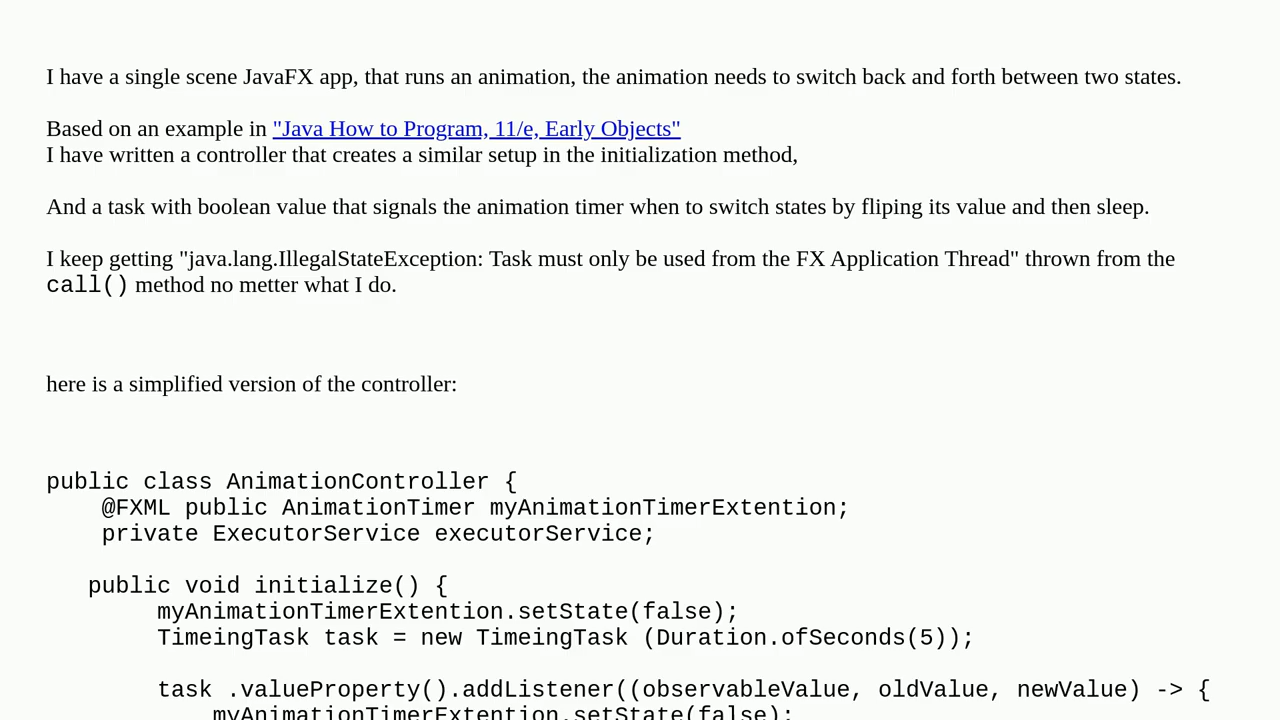 I have a single scene JavaFX app, that runs an animation, the animation needs to switch back and forth between two states.
Based on an example in "Java How to Program, 11/e, Early Objects"
I have written a controller that creates a similar setup in the initialization method,
And a task with boolean value that signals the animation timer when to switch states by fliping its value and then sleep.
I keep getting "java.lang.IllegalStateException: Task must only be used from the FX Application Thread" thrown from the
call() method no metter what I do.
here is a simplified version of the controller:
public class AnimationController {
    @FXML public AnimationTimer myAnimationTimerExtention;
    private ExecutorService executorService;
   public void initialize() {
        myAnimationTimerExtention.setState(false);
        TimeingTask task = new TimeingTask (Duration.ofSeconds(5));
        task .valueProperty().addListener((observableValue, oldValue, newValue) -> {
            myAnimationTimerExtention.setState(false);